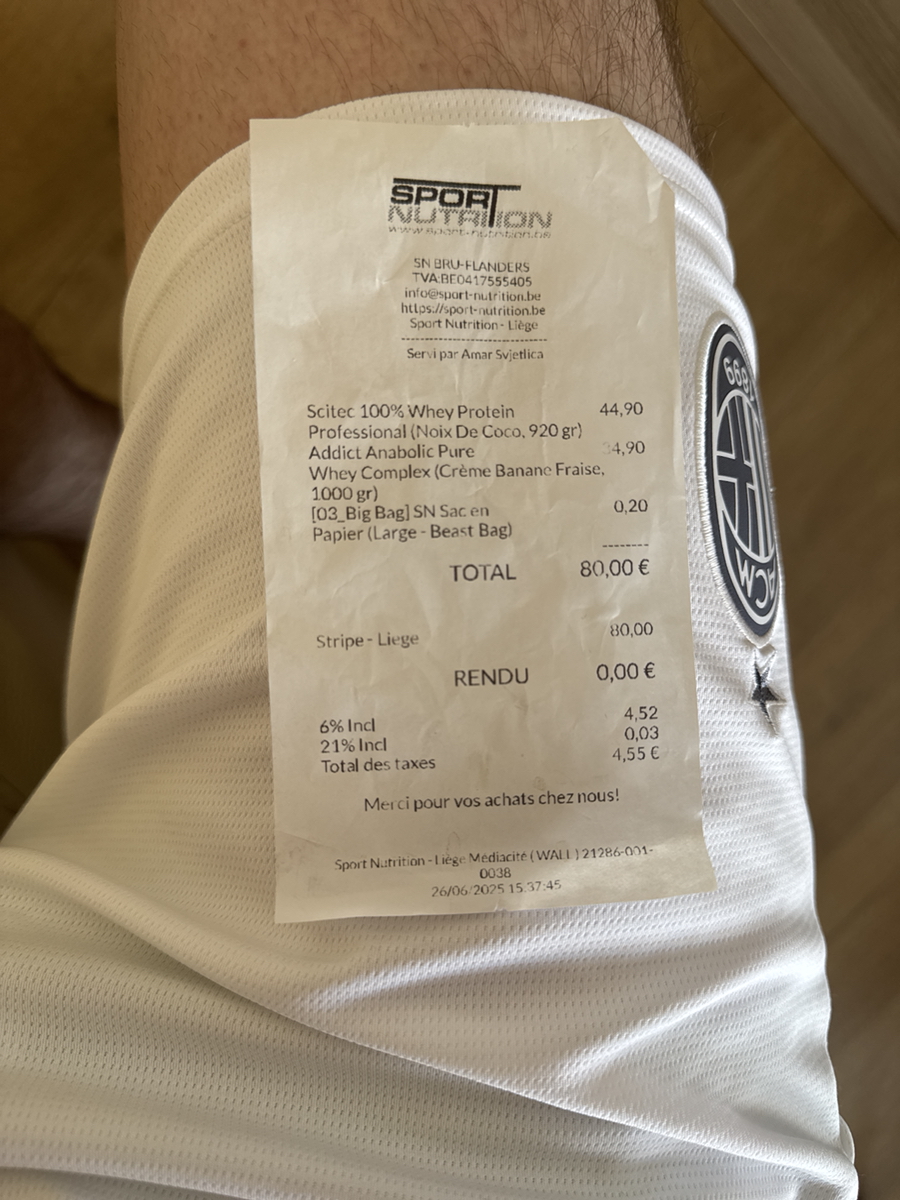 SPORT
NUTRITION
www.sport-nutrition.be
SN BRU-FLANDERS
TVA:BE0417555405
info@sport-nutrition.be
https://sport-nutrition.be
Sport Nutrition - Liège
--------------------------------
Servi par Amar Svjetlica
Scitec 100% Whey Protein 44,90
Professional (Noix De Coco, 920 gr)
Addict Anabolic Pure 34,90
Whey Complex (Crème Banane Fraise,
1000 gr)
[03_Big Bag] SN Sac en 0,20
Papier (Large - Beast Bag)
--------
TOTAL 80,00 €
Stripe - Liege 80,00
RENDU 0,00 €
6% Incl 4,52
21% Incl 0,03
Total des taxes 4,55 €
Merci pour vos achats chez nous!
Sport Nutrition - Liège Médiacité ( WALL ) 21286-001-
0038
26/06/2025 15:37:45
ACM
1899